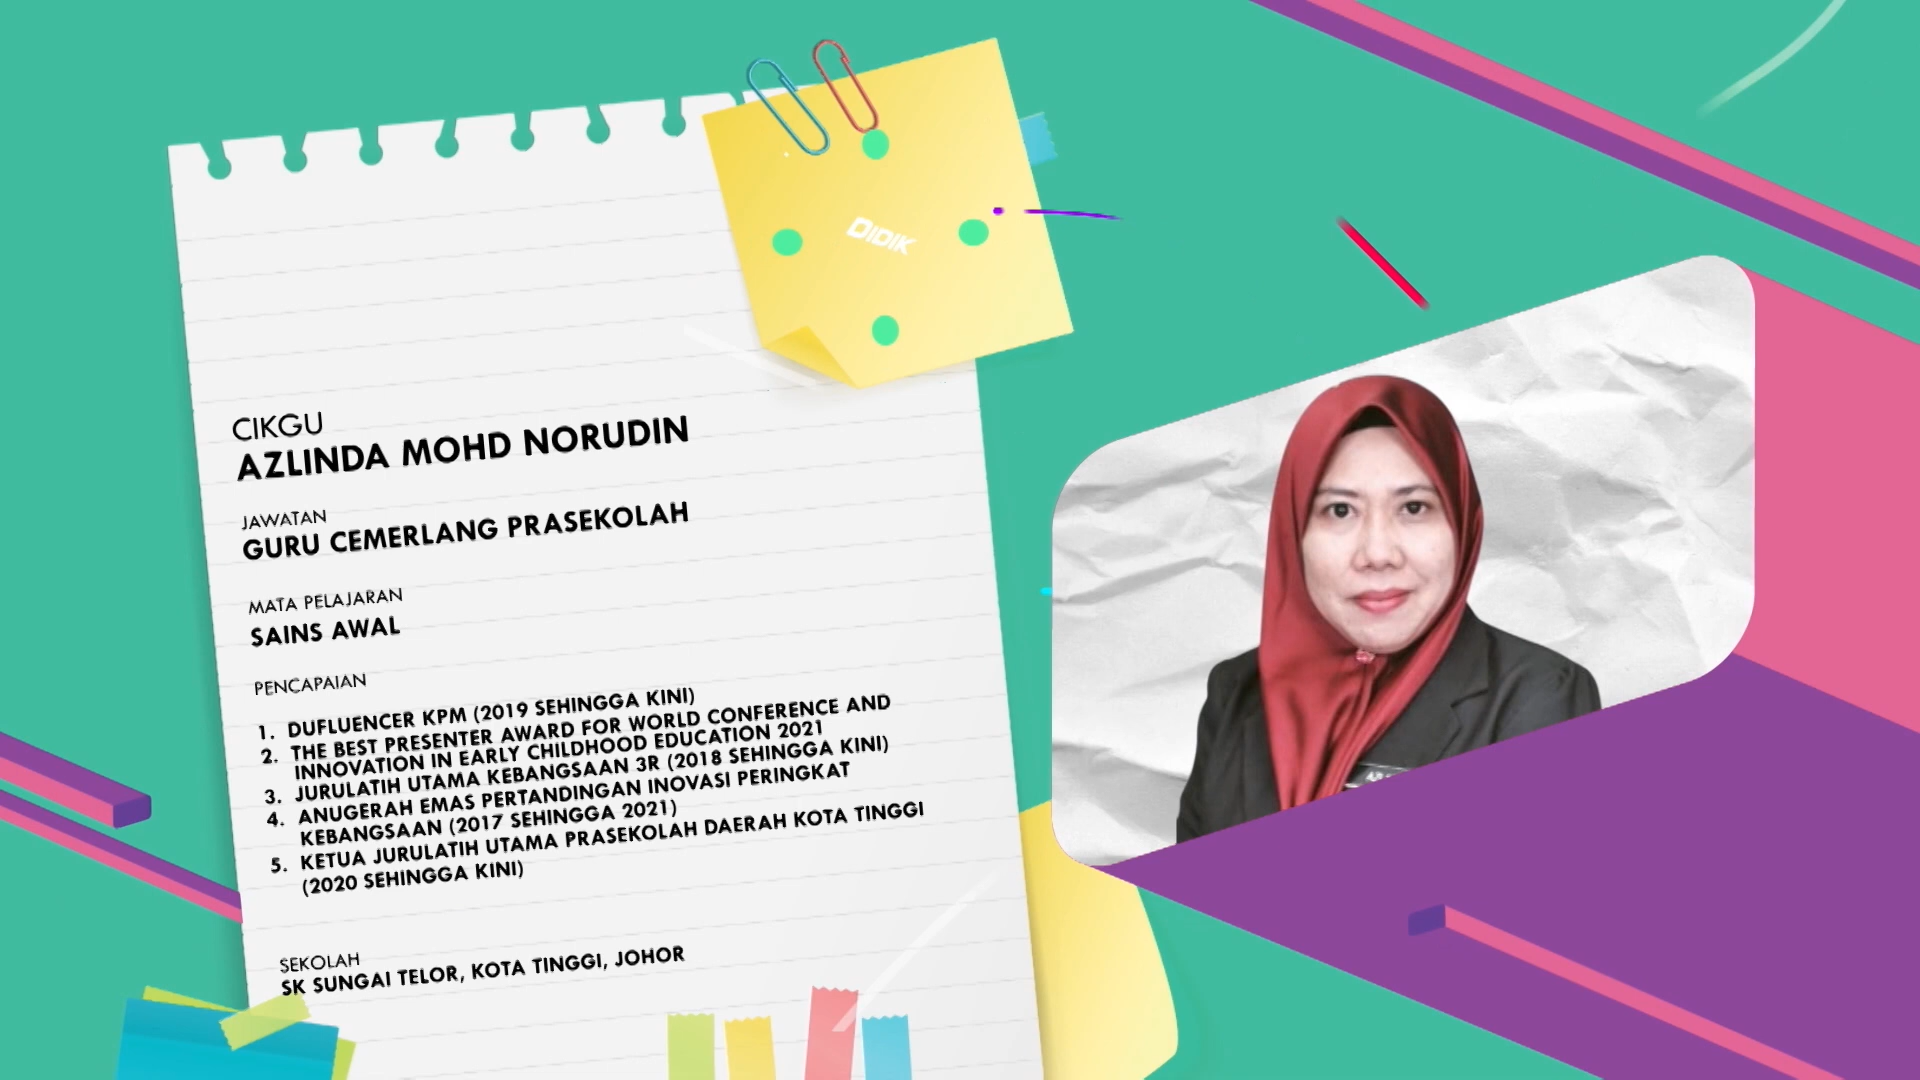 DIDIK
CIKGU
AZLINDA MOHD NORUDIN
JAWATAN
GURU CEMERLANG PRASEKOLAH
MATA PELAJARAN
SAINS AWAL
PENCAPAIAN
1. DUFLUENCER KPM (2019 SEHINGGA KINI)
2. THE BEST PRESENTER AWARD FOR WORLD CONFERENCE AND
INNOVATION IN EARLY CHILDHOOD EDUCATION 2021
3. JURULATIH UTAMA KEBANGSAAN 3R (2018 SEHINGGA KINI)
4. ANUGERAH EMAS PERTANDINGAN INOVASI PERINGKAT
KEBANGSAAN (2017 SEHINGGA 2021)
5. KETUA JURULATIH UTAMA PRASEKOLAH DAERAH KOTA TINGGI
(2020 SEHINGGA KINI)
SEKOLAH
SK SUNGAI TELOR, KOTA TINGGI, JOHOR